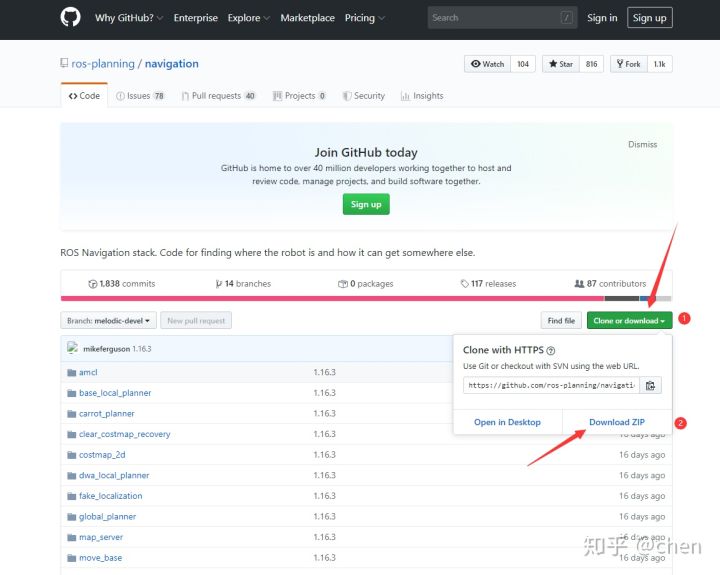 Why GitHub? Enterprise Explore Marketplace Pricing Search / Sign in Sign up
ros-planning / navigation Watch 104 Star 816 Fork 1.1k
Code Issues 78 Pull requests 40 Projects 0 Security Insights
Dismiss
Join GitHub today
GitHub is home to over 40 million developers working together to host and
review code, manage projects, and build software together.
Sign up
ROS Navigation stack. Code for finding where the robot is and how it can get somewhere else.
1,838 commits 14 branches 0 packages 117 releases 87 contributors
Branch: melodic-devel New pull request Find file Clone or download 1
mikeferguson 1.16.3
Clone with HTTPS ?
Use Git or checkout with SVN using the web URL.
https://github.com/ros-planning/navigati
Open in Desktop Download ZIP 2
amcl 1.16.3
base_local_planner 1.16.3
carrot_planner 1.16.3
clear_costmap_recovery 1.16.3
costmap_2d 1.16.3 16 days ago
dwa_local_planner 1.16.3 16 days ago
fake_localization 1.16.3 16 days ago
global_planner 1.16.3 16 days ago
map_server 1.16.3 16 days ago
move_base 1.16.3 16 days ago
知乎 @chen